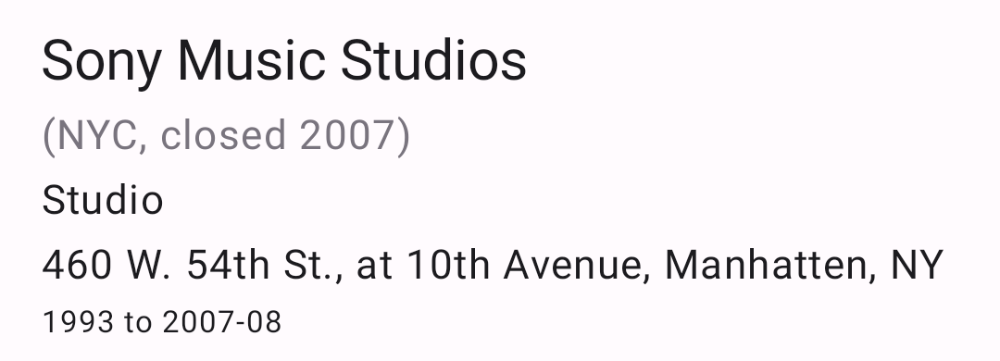 Sony Music Studios
(NYC, closed 2007)
Studio
460 W. 54th St., at 10th Avenue, Manhatten, NY
1993 to 2007-08